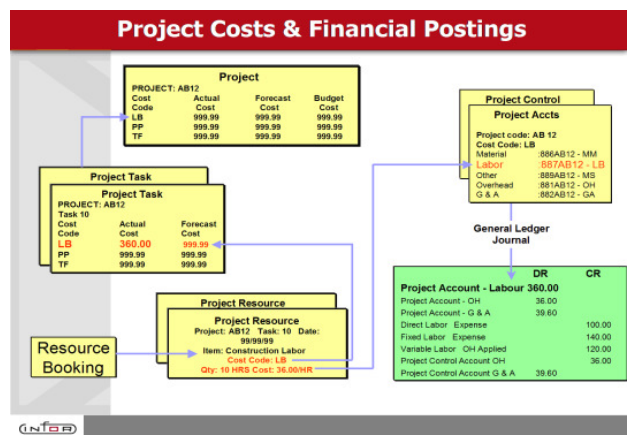 Project Costs & Financial Postings
Project
PROJECT: AB12
Cost Actual Forecast Budget
Code Cost Cost Cost
LB 999.99 999.99 999.99
PP 999.99 999.99 999.99
TF 999.99 999.99 999.99
Project Control
Project Accts
Project code: AB 12
Cost Code: LB
Material :886AB12 - MM
Labor :887AB12 - LB
Other :889AB12 - MS
Overhead :881AB12 - OH
G & A :882AB12 - GA
Project Task
Project Task
PROJECT: AB12
Task 10
Cost Actual Forecast
Code Cost Cost
LB 360.00 999.99
PP 999.99 999.99
TF 999.99 999.99
General Ledger
Journal
DR CR
Project Account - Labour 360.00
Project Account - OH 36.00
Project Account - G & A 39.60
Direct Labor Expense 100.00
Fixed Labor Expense 140.00
Variable Labor OH Applied 120.00
Project Control Account OH 36.00
Project Control Account G & A 39.60
Project Resource
Project Resource
Project: AB12 Task: 10 Date:
99/99/99
Item: Construction Labor
Cost Code: LB
Qty: 10 HRS Cost: 36.00/HR
Resource
Booking
infor